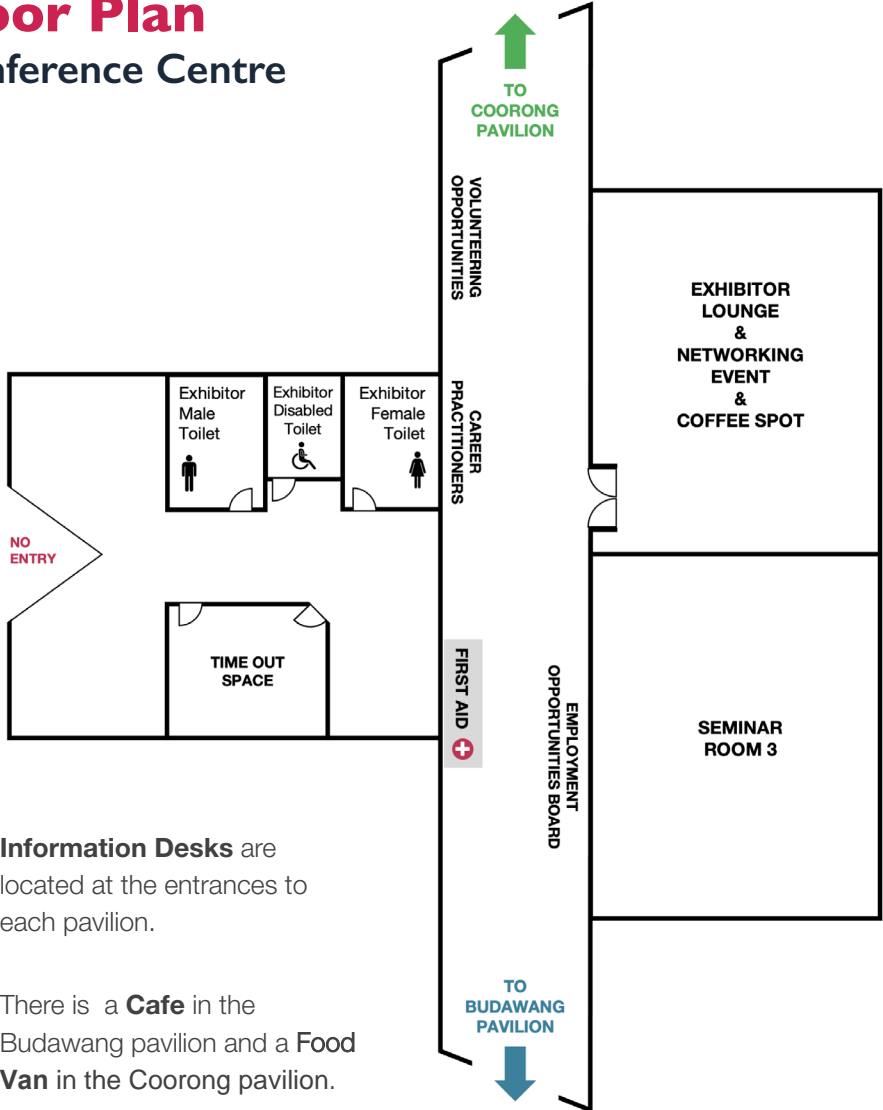 oor Plan
nference Centre
TO
COORONG
PAVILION
VOLUNTEERING
OPPORTUNITIES
EXHIBITOR
LOUNGE
&
NETWORKING
EVENT
&
COFFEE SPOT
Exhibitor
Male
Toilet
Exhibitor
Disabled
Toilet
Exhibitor
Female
Toilet
CAREER
PRACTITIONERS
NO
ENTRY
TIME OUT
SPACE
FIRST AID
EMPLOYMENT
OPPORTUNITIES BOARD
SEMINAR
ROOM 3
Information Desks are
located at the entrances to
each pavilion.
There is a Cafe in the
Budawang pavilion and a Food
Van in the Coorong pavilion.
TO
BUDAWANG
PAVILION